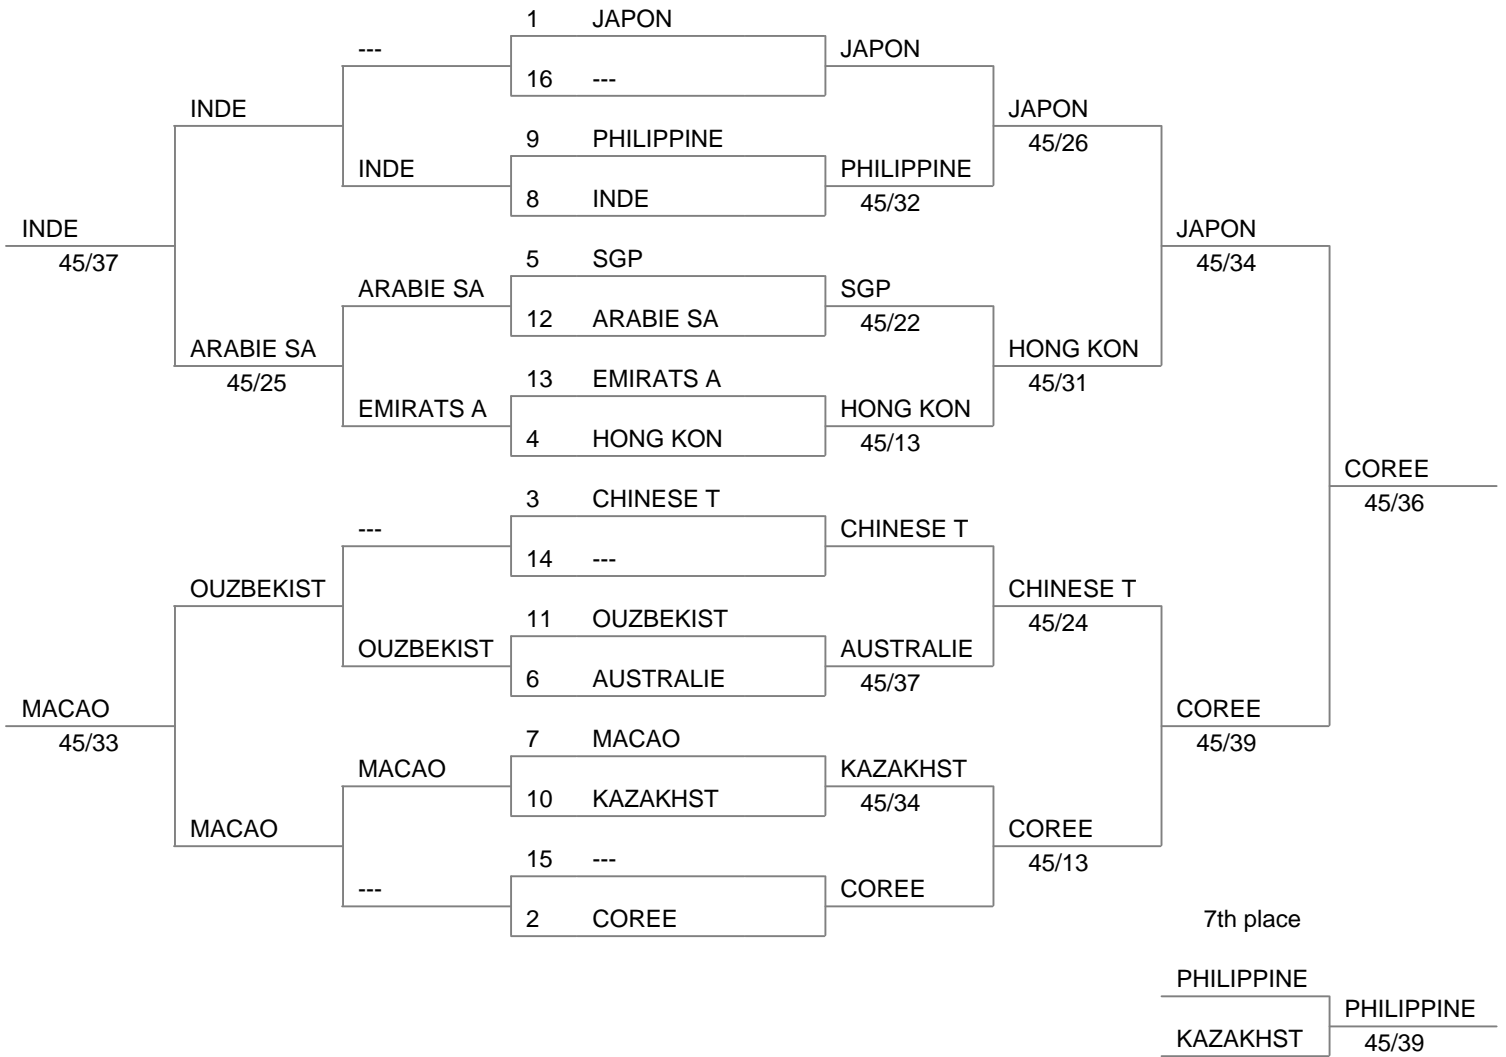 1 JAPON
--- JAPON
16 ---
INDE JAPON
9 PHILIPPINE
45/26
INDE PHILIPPINE
8 INDE
45/32
INDE JAPON
5 SGP
45/37 45/34
ARABIE SA SGP
12 ARABIE SA
45/22
ARABIE SA HONG KON
13 EMIRATS A
45/25 45/31
EMIRATS A HONG KON
4 HONG KON
45/13
COREE
3 CHINESE T
45/36
--- CHINESE T
14 ---
OUZBEKIST CHINESE T
11 OUZBEKIST
45/24
OUZBEKIST AUSTRALIE
6 AUSTRALIE
45/37
MACAO COREE
7 MACAO
45/33 45/39
MACAO KAZAKHST
10 KAZAKHST
45/34
MACAO COREE
15 ---
45/13
--- COREE
2 COREE
7th place
PHILIPPINE
PHILIPPINE
KAZAKHST
45/39